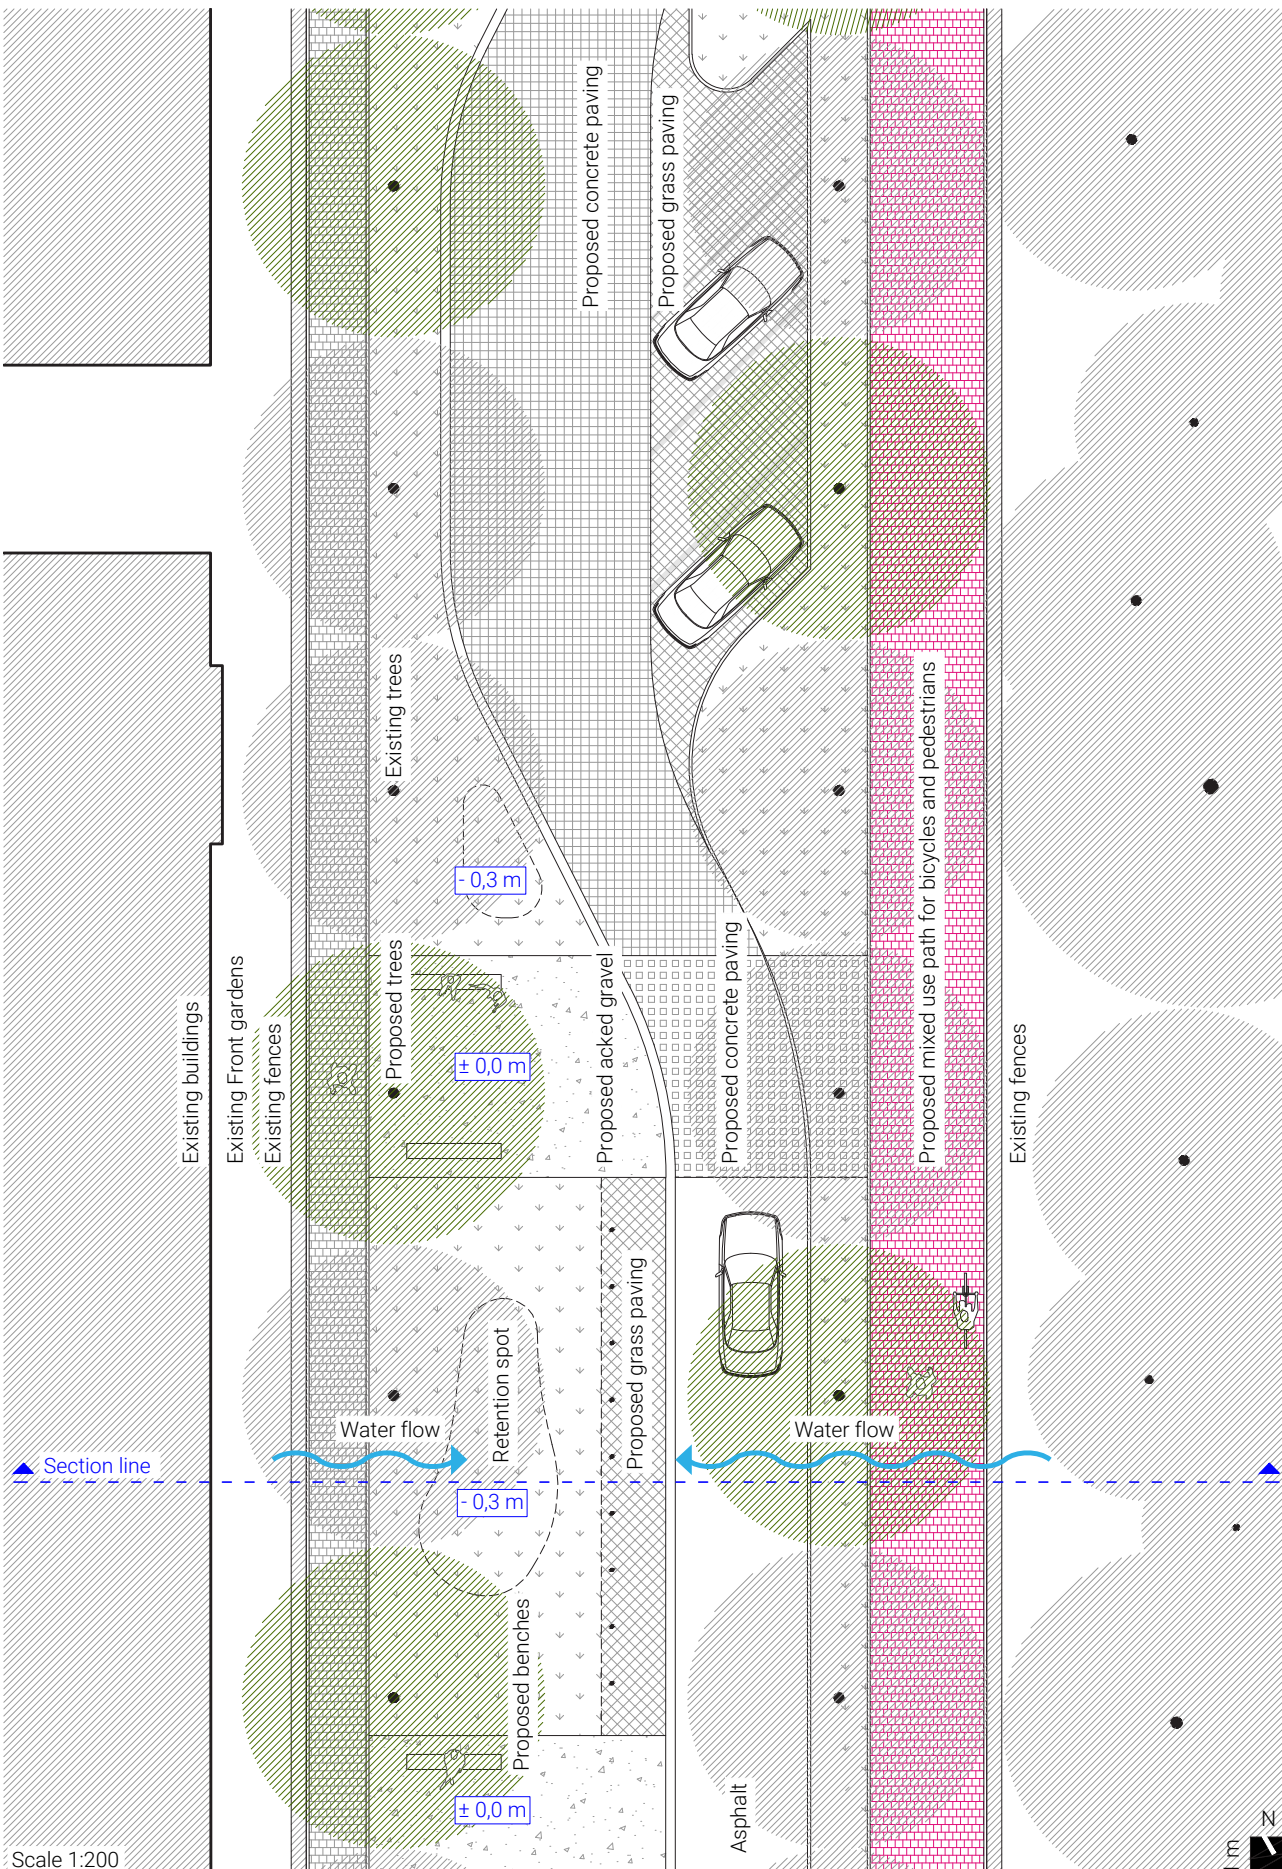 Proposed concrete paving
Proposed grass paving
Existing trees
- 0,3 m
Proposed mixed use path for bicycles and pedestrians
Existing buildings
Existing Front gardens
Existing fences
Proposed trees
± 0,0 m
Proposed acked gravel
Proposed concrete paving
Existing fences
Retention spot
Proposed grass paving
Water flow
Water flow
Section line
- 0,3 m
Proposed benches
± 0,0 m
Asphalt
Scale 1:200
N
m